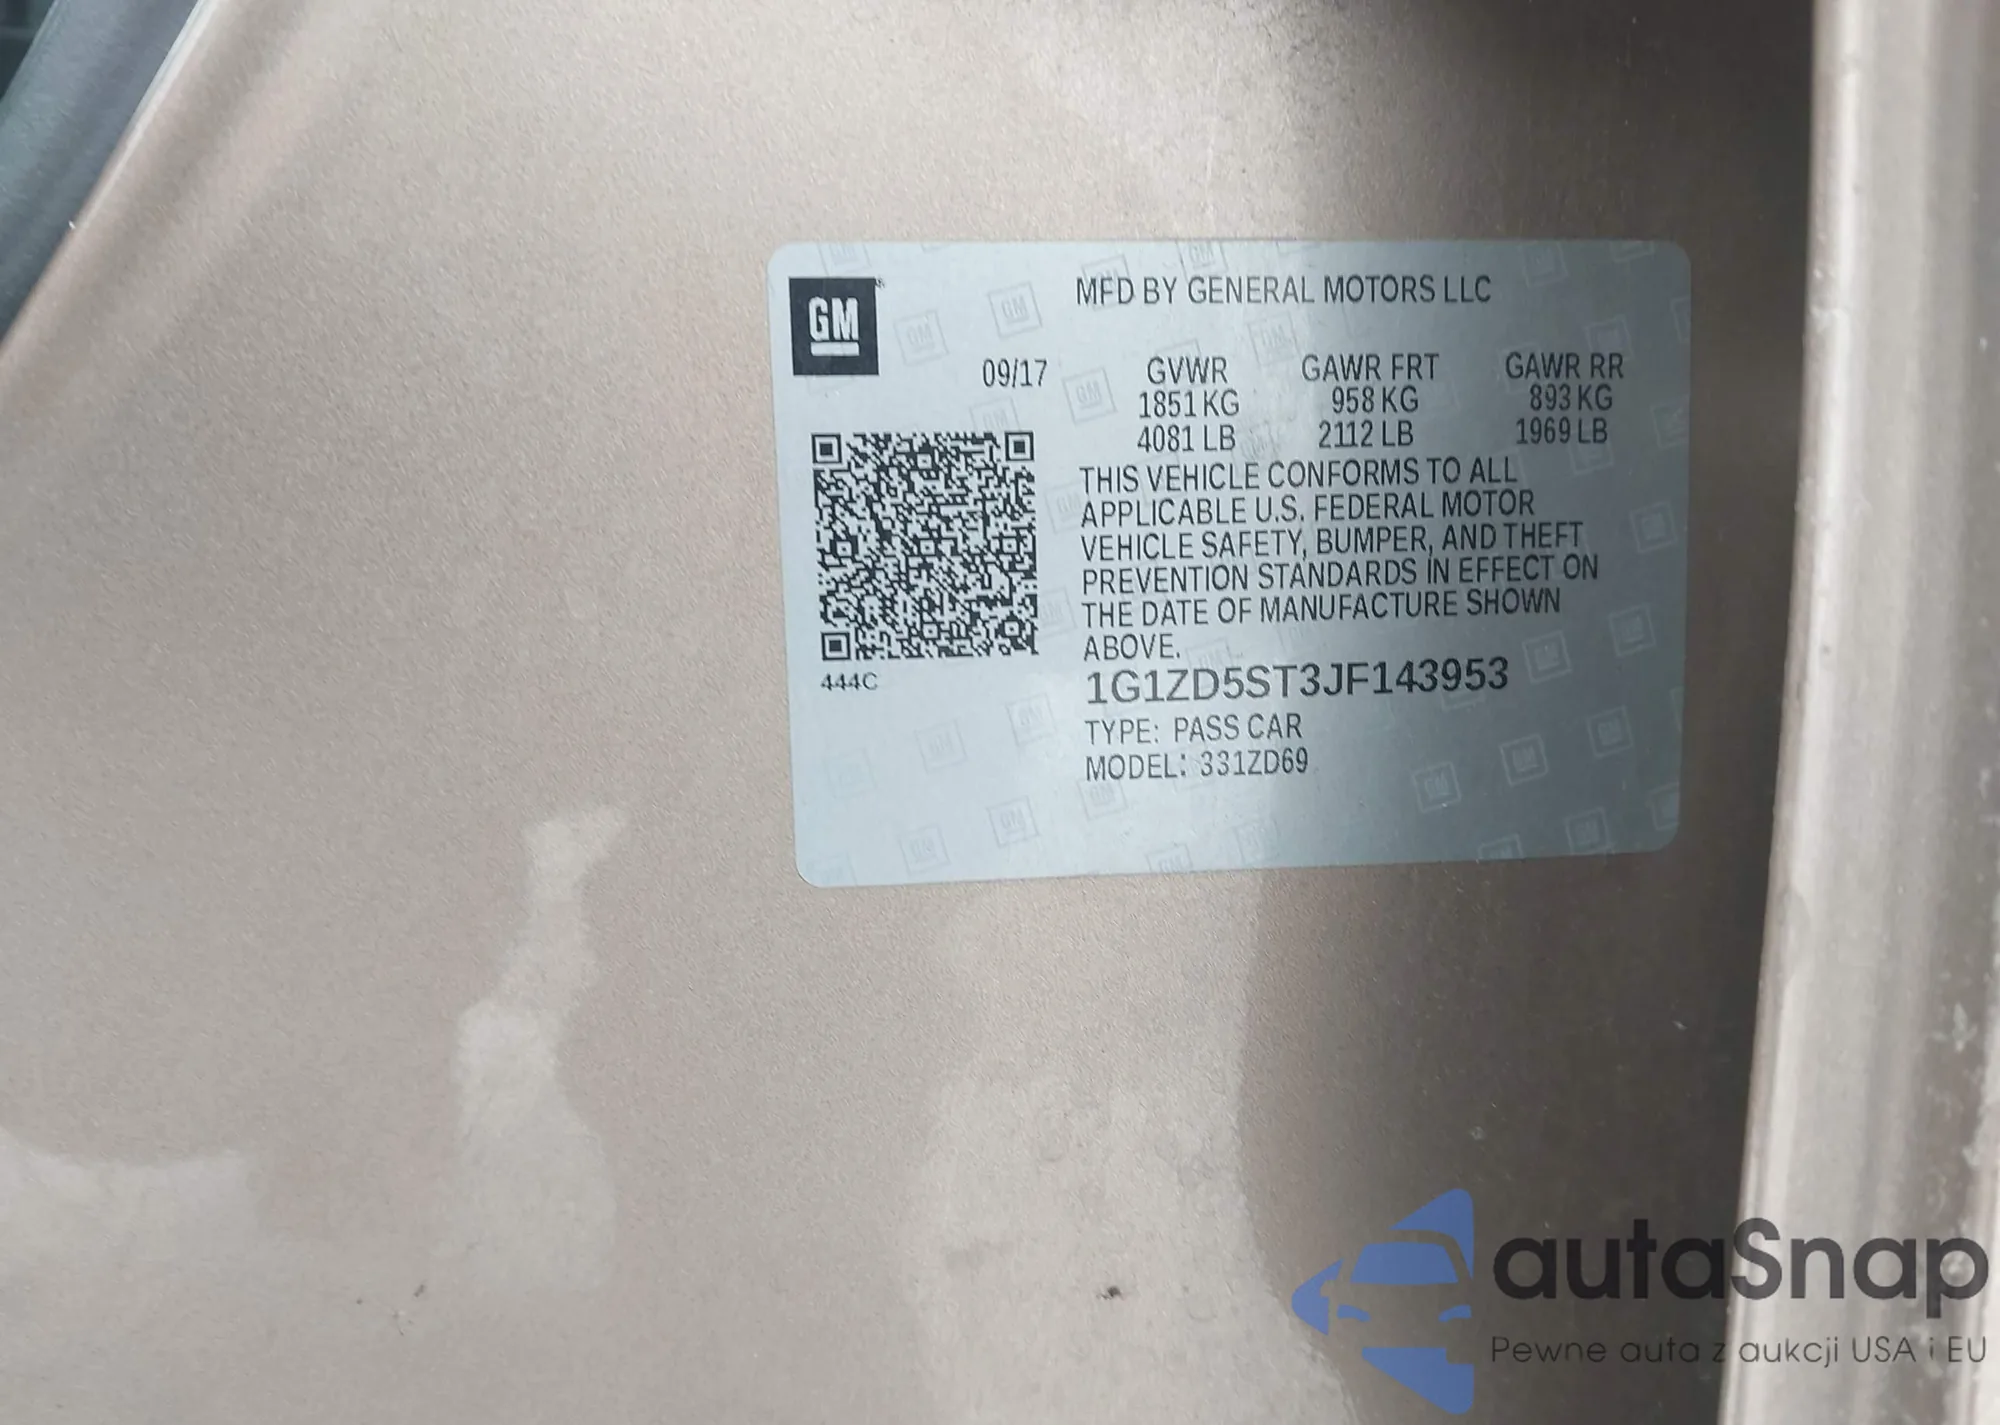 GM
MFD BY GENERAL MOTORS LLC
09/17 GVWR GAWR FRT GAWR RR
1851 KG 958 KG 893 KG
4081 LB 2112 LB 1969 LB
THIS VEHICLE CONFORMS TO ALL
APPLICABLE U.S. FEDERAL MOTOR
VEHICLE SAFETY, BUMPER, AND THEFT
PREVENTION STANDARDS IN EFFECT ON
THE DATE OF MANUFACTURE SHOWN
ABOVE.
444C
1G1ZD5ST3JF143953
TYPE: PASS CAR
MODEL: 331ZD69
autaSnap
Pewne auta z aukcji USA i EU